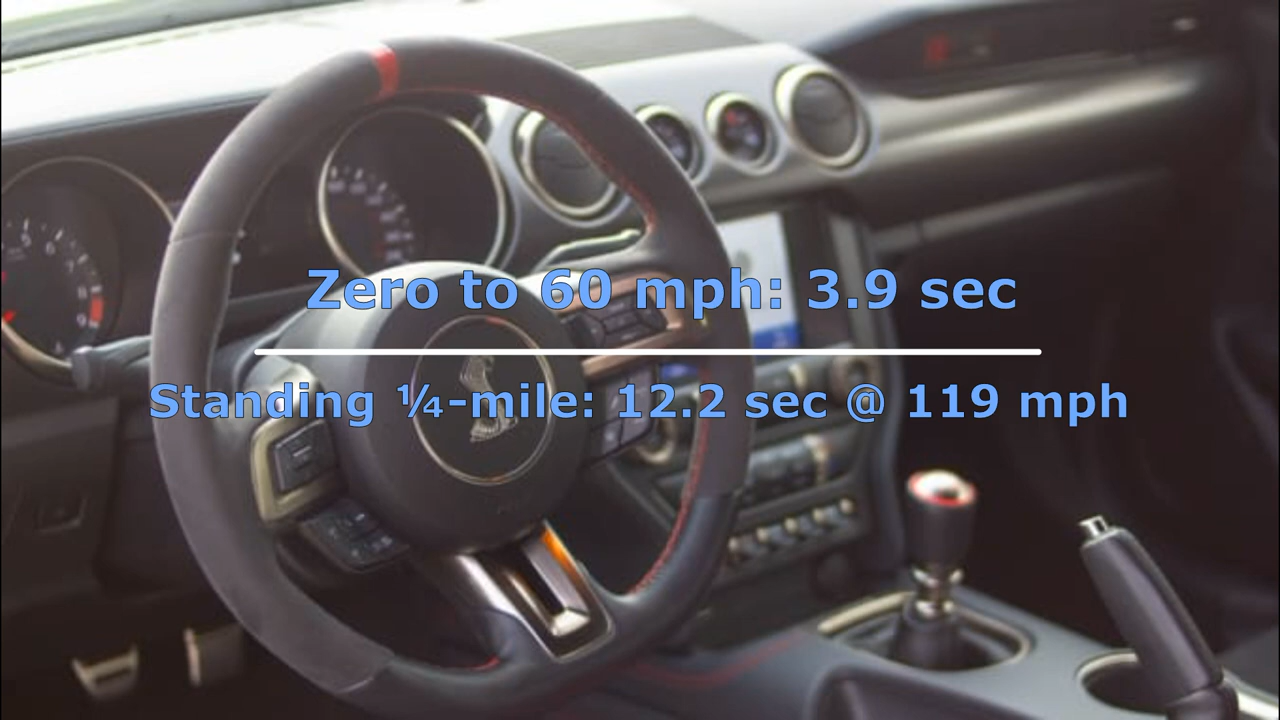 Zero to 60 mph: 3.9 sec
Standing ¼-mile: 12.2 sec @ 119 mph